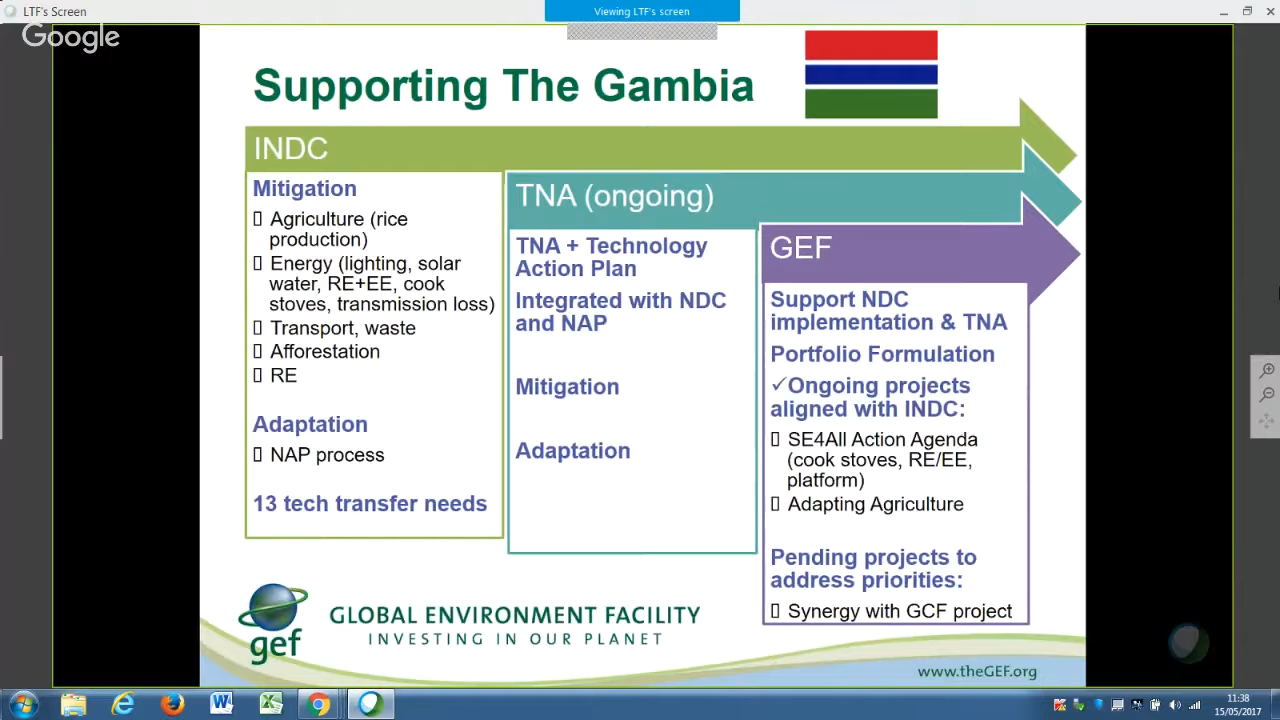 LTF's Screen
Viewing LTF's screen
Google
Supporting The Gambia
INDC
Mitigation
Agriculture (rice
production)
Energy (lighting, solar
water, RE+EE, cook
stoves, transmission loss)
Transport, waste
Afforestation
RE
Adaptation
NAP process
13 tech transfer needs
TNA (ongoing)
TNA + Technology
Action Plan
Integrated with NDC
and NAP
Mitigation
Adaptation
GEF
Support NDC
implementation & TNA
Portfolio Formulation
✓Ongoing projects
aligned with INDC:
SE4All Action Agenda
(cook stoves, RE/EE,
platform)
Adapting Agriculture
Pending projects to
address priorities:
Synergy with GCF project
gef
GLOBAL ENVIRONMENT FACILITY
INVESTING IN OUR PLANET
www.theGEF.org
11:38
15/05/2017